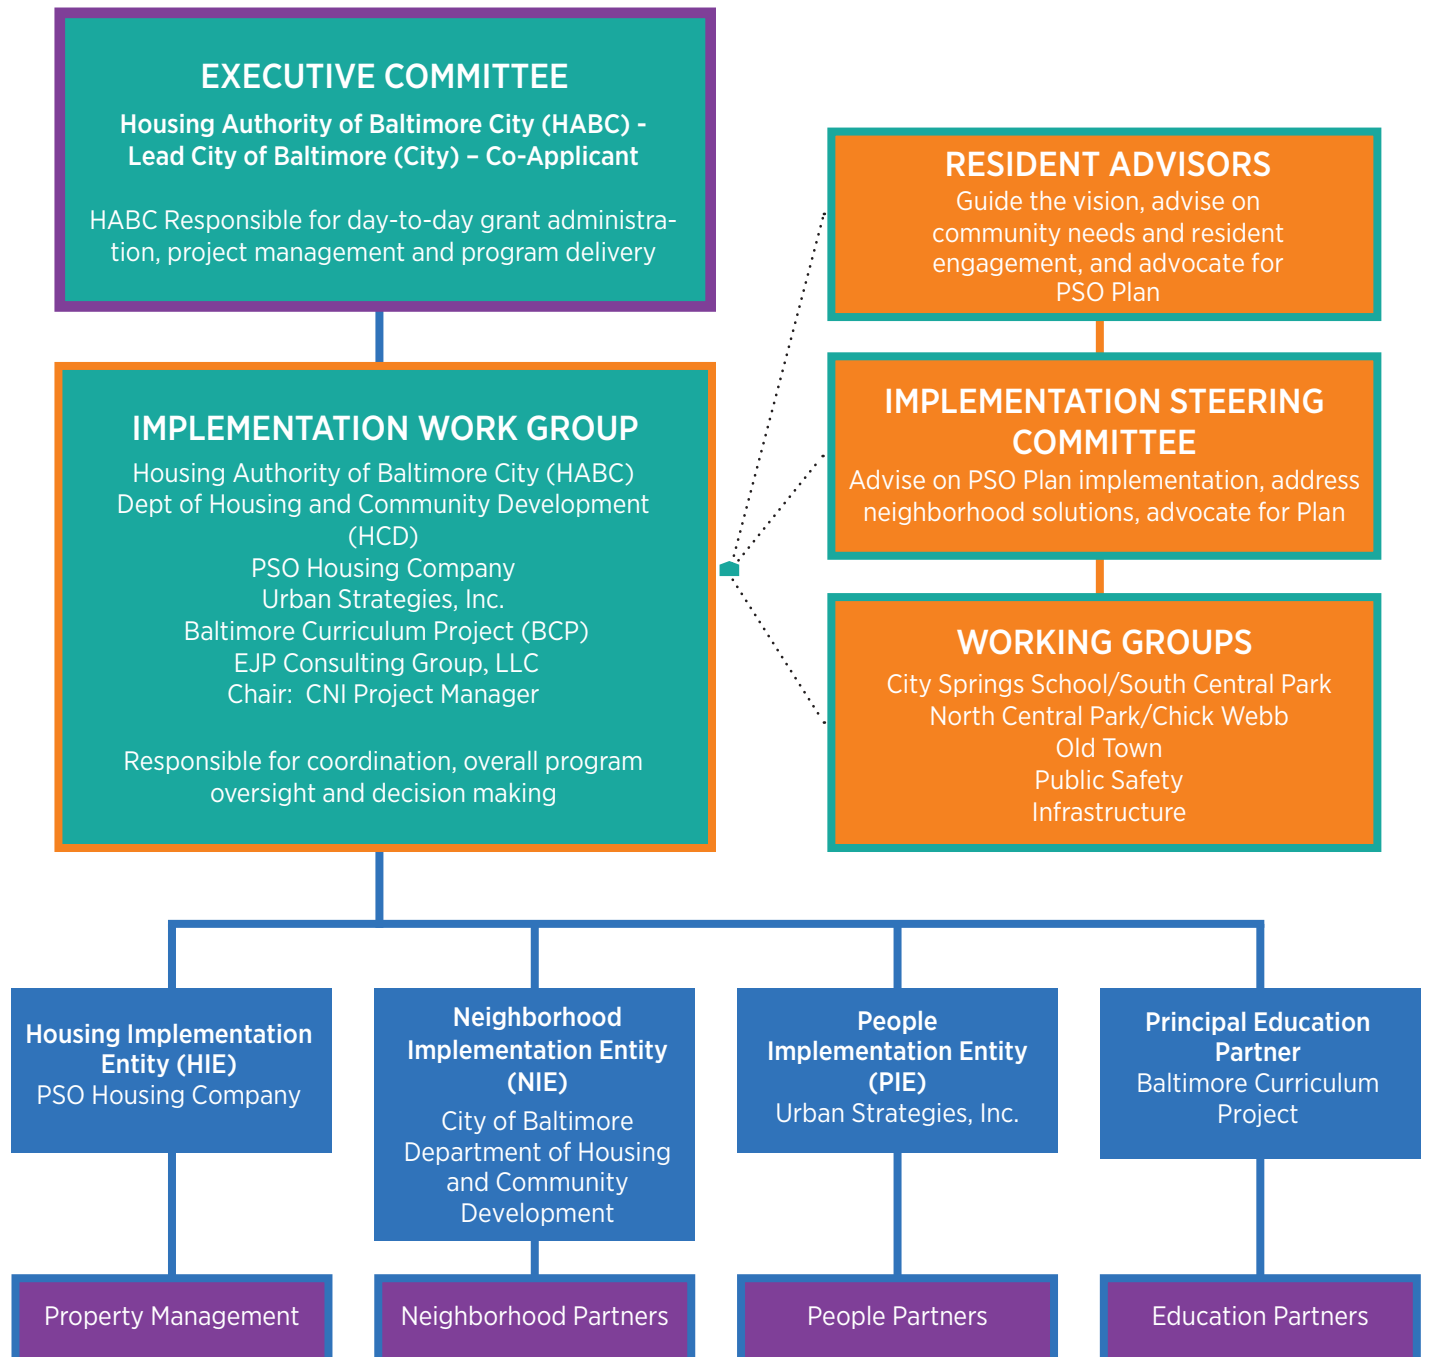 EXECUTIVE COMMITTEE
Housing Authority of Baltimore City (HABC) -
Lead City of Baltimore (City) – Co-Applicant
HABC Responsible for day-to-day grant administra-
tion, project management and program delivery
RESIDENT ADVISORS
Guide the vision, advise on
community needs and resident
engagement, and advocate for
PSO Plan
IMPLEMENTATION WORK GROUP
Housing Authority of Baltimore City (HABC)
Dept of Housing and Community Development
(HCD)
PSO Housing Company
Urban Strategies, Inc.
Baltimore Curriculum Project (BCP)
EJP Consulting Group, LLC
Chair: CNI Project Manager
Responsible for coordination, overall program
oversight and decision making
IMPLEMENTATION STEERING
COMMITTEE
Advise on PSO Plan implementation, address
neighborhood solutions, advocate for Plan
WORKING GROUPS
City Springs School/South Central Park
North Central Park/Chick Webb
Old Town
Public Safety
Infrastructure
Housing Implementation
Entity (HIE)
PSO Housing Company
Neighborhood
Implementation Entity
(NIE)
City of Baltimore
Department of Housing
and Community
Development
People
Implementation Entity
(PIE)
Urban Strategies, Inc.
Principal Education
Partner
Baltimore Curriculum
Project
Property Management
Neighborhood Partners
People Partners
Education Partners